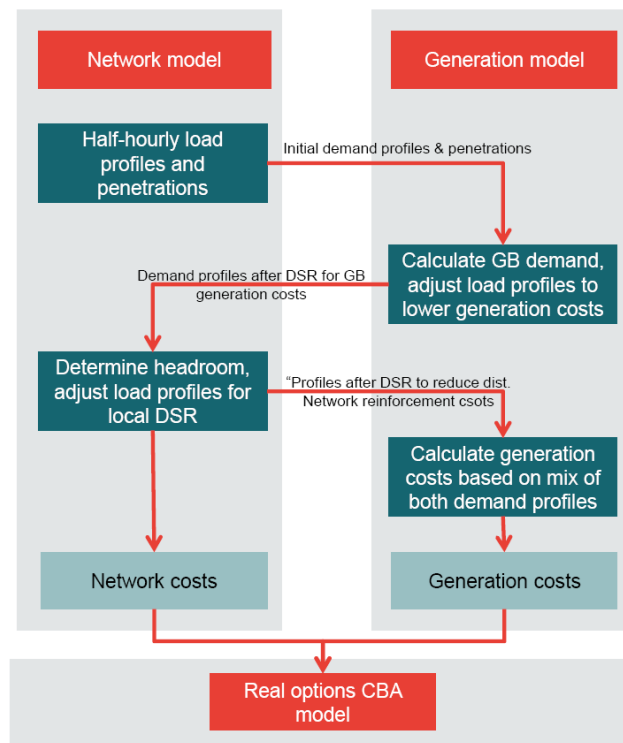 Network model
Generation model
Half-hourly load
profiles and
penetrations
Initial demand profiles & penetrations
Calculate GB demand,
adjust load profiles to
lower generation costs
Demand profiles after DSR for GB
generation costs
Determine headroom,
adjust load profiles for
local DSR
“Profiles after DSR to reduce dist.
Network reinforcement csots
Calculate generation
costs based on mix of
both demand profiles
Network costs
Generation costs
Real options CBA
model